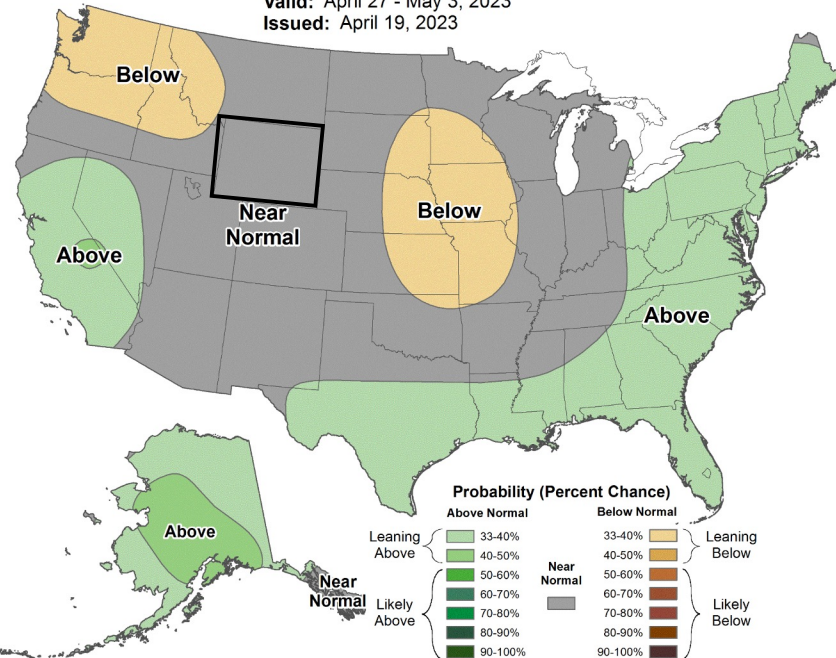 Valid: April 27 - May 3, 2023
Issued: April 19, 2023
Below
Near
Normal
Below
Above
Above
Above
Near
Normal
Probability (Percent Chance)
Above Normal
Below Normal
Leaning
Above
33-40%
40-50%
50-60%
60-70%
70-80%
80-90%
90-100%
Likely
Above
Near
Normal
33-40%
40-50%
50-60%
60-70%
70-80%
80-90%
90-100%
Leaning
Below
Likely
Below